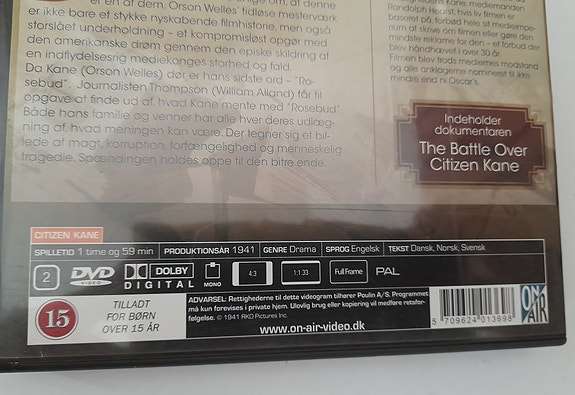 er en af dem. Orson Welles' tidløse mesterværk
er ikke bare et stykke nyskabende filmhistorie, men også
storslået underholdning - et kompromisløst opgør med
den amerikanske drøm gennem den episke skildring af
en indflydelsesrig mediekonges storhed og fald.
Da Kane (Orson Welles) dør er hans sidste ord – "Ro-
sebud". Journalisten Thompson (William Alland) får til
opgave at finde ud af, hvad Kane mente med "Rosebud".
Både hans familie og venner har alle hver deres udlæg-
ning af, hvad meningen kan være. Der tegner sig et bil-
lede af magt, korruption, forfængelighed og menneskelig
tragedie. Spændingen holdes oppe til den bitre ende.
Kane, mediemanden
Randolph Hearst, hvis liv filmen er
baseret på, forbød hele sit mediepe-
rium at skrive om filmen eller gøre den
mindste reklame for den - et forbud der
blev håndhævet i over 30 år.
Filmen blev trods mediernes modstand
og alle artiklagerne nomineret til ikke
mindre end ni Oscar's.
Indeholder
dokumentaren
The Battle Over
Citizen Kane
CITIZEN KANE
SPILLETID 1 time og 59 min PRODUKTIONSÅR 1941 GENRE Drama SPROG Engelsk TEKST Dansk, Norsk, Svensk
2 DVD VIDEO DOLBY DIGITAL MONO 4:3 1:1.33 Full Frame PAL
15 TILLADT
FOR BØRN
OVER 15 ÅR
ADVARSEL: Rettighederne til dette videogram tilhører Poulin A/S. Programmet
må kun forevises i private hjem. Ulovlig brug eller kopiering vil medføre retsfor-
følgelse. © 1941 RKO Pictures Inc.
www.on-air-video.dk
5 709624 013698
ON AIR